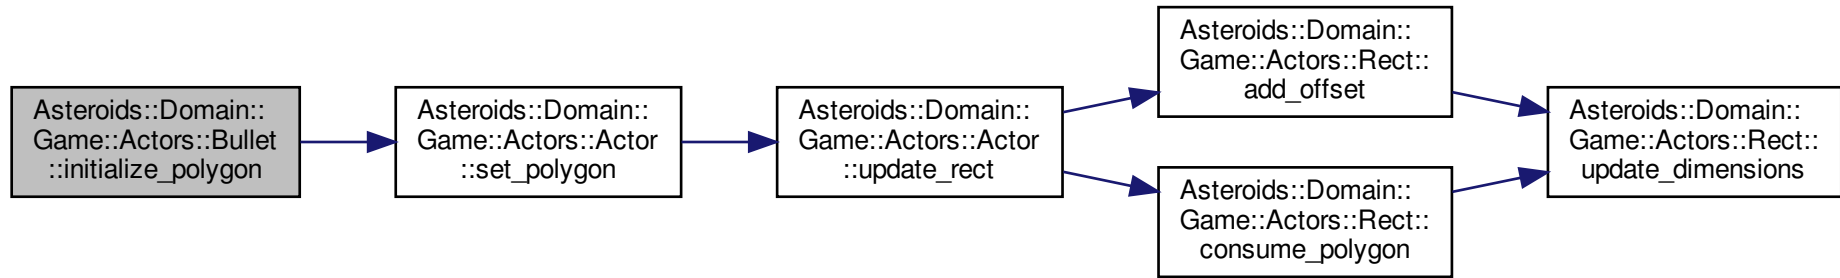 Asteroids::Domain::
Game::Actors::Bullet
::initialize_polygon
Asteroids::Domain::
Game::Actors::Actor
::set_polygon
Asteroids::Domain::
Game::Actors::Actor
::update_rect
Asteroids::Domain::
Game::Actors::Rect::
add_offset
Asteroids::Domain::
Game::Actors::Rect::
consume_polygon
Asteroids::Domain::
Game::Actors::Rect::
update_dimensions